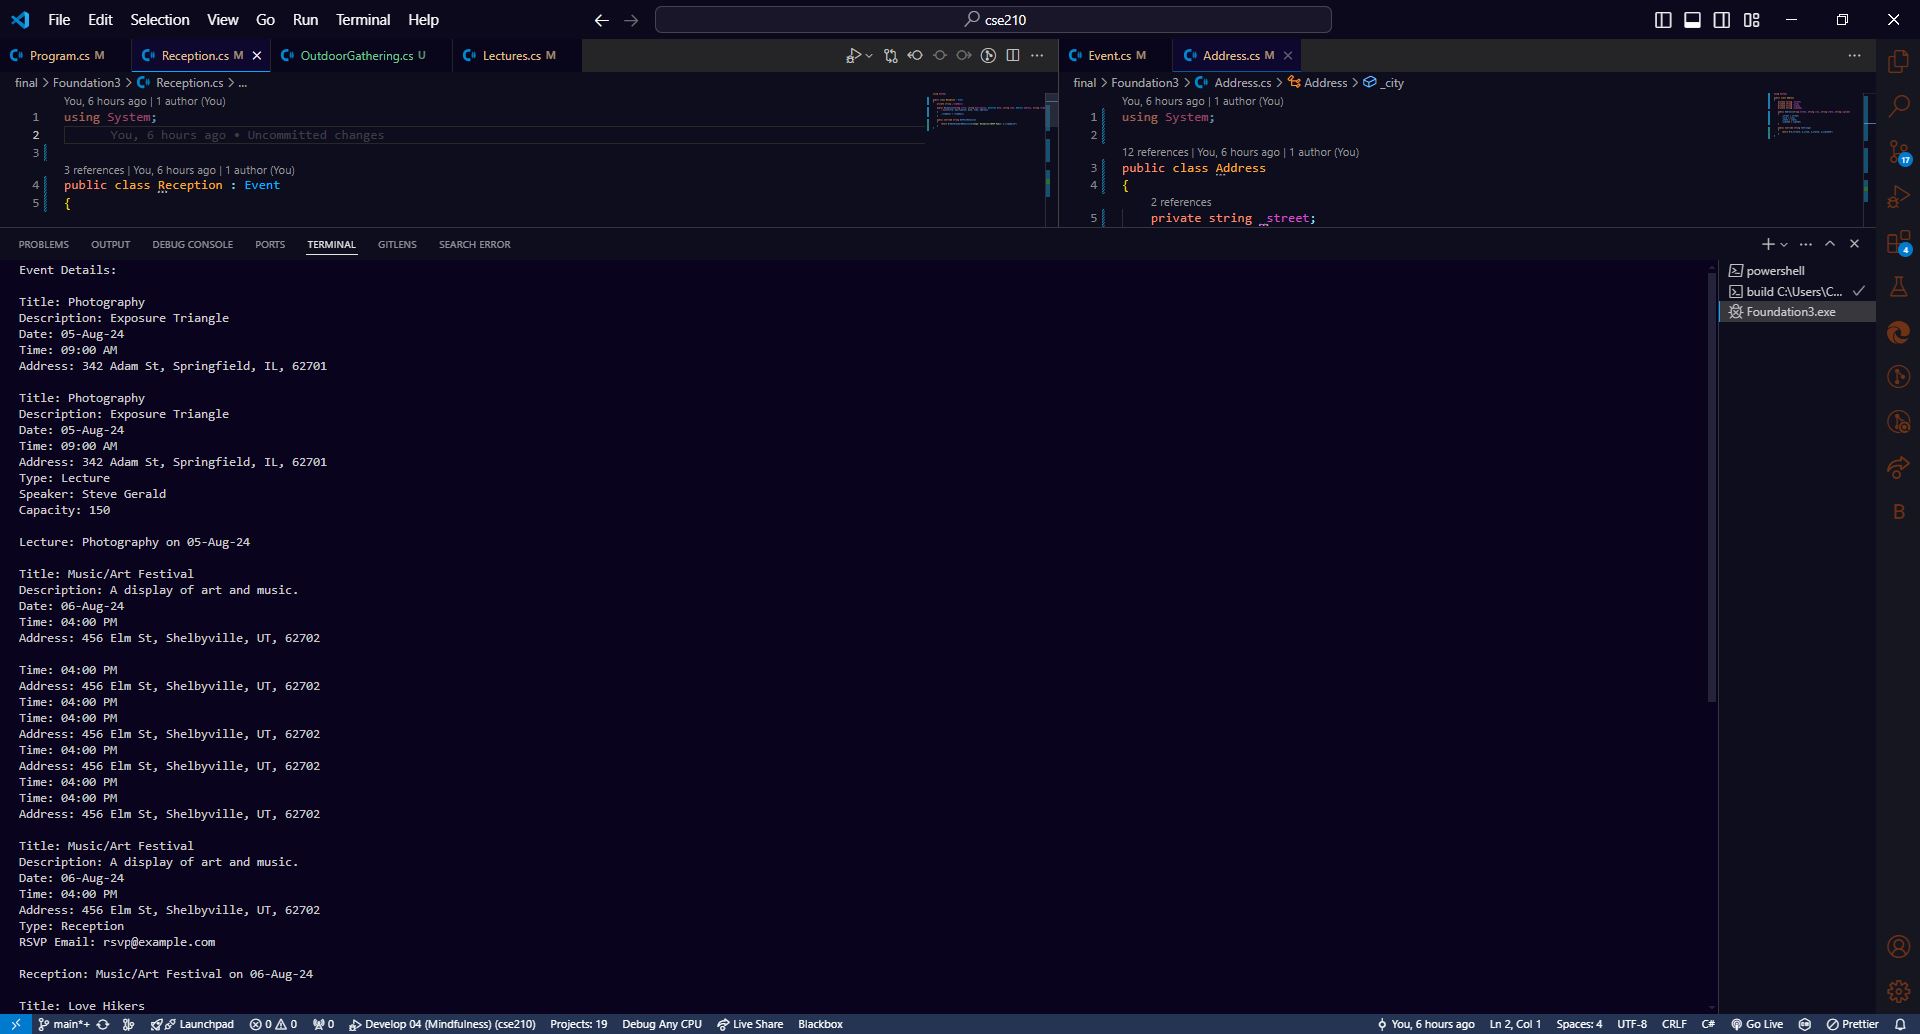 File Edit Selection View Go Run Terminal Help
cse210
Program.cs M Reception.cs M OutdoorGathering.cs U Lectures.cs M
Event.cs M Address.cs M
final > Foundation3 > Reception.cs > ...
You, 6 hours ago | 1 author (You)
1 using System;
2 You, 6 hours ago • Uncommitted changes
3
3 references | You, 6 hours ago | 1 author (You)
4 public class Reception : Event
5 {
final > Foundation3 > Address.cs > Address > _city
You, 6 hours ago | 1 author (You)
1 using System;
2
12 references | You, 6 hours ago | 1 author (You)
3 public class Address
4 {
2 references
5 private string _street;
PROBLEMS OUTPUT DEBUG CONSOLE PORTS TERMINAL GITLENS SEARCH ERROR
Event Details:
Title: Photography
Description: Exposure Triangle
Date: 05-Aug-24
Time: 09:00 AM
Address: 342 Adam St, Springfield, IL, 62701
Title: Photography
Description: Exposure Triangle
Date: 05-Aug-24
Time: 09:00 AM
Address: 342 Adam St, Springfield, IL, 62701
Type: Lecture
Speaker: Steve Gerald
Capacity: 150
Lecture: Photography on 05-Aug-24
Title: Music/Art Festival
Description: A display of art and music.
Date: 06-Aug-24
Time: 04:00 PM
Address: 456 Elm St, Shelbyville, UT, 62702
Time: 04:00 PM
Address: 456 Elm St, Shelbyville, UT, 62702
Time: 04:00 PM
Time: 04:00 PM
Address: 456 Elm St, Shelbyville, UT, 62702
Time: 04:00 PM
Address: 456 Elm St, Shelbyville, UT, 62702
Time: 04:00 PM
Time: 04:00 PM
Address: 456 Elm St, Shelbyville, UT, 62702
Title: Music/Art Festival
Description: A display of art and music.
Date: 06-Aug-24
Time: 04:00 PM
Address: 456 Elm St, Shelbyville, UT, 62702
Type: Reception
RSVP Email: rsvp@example.com
Reception: Music/Art Festival on 06-Aug-24
Title: Love Hikers
powershell
build C:\Users\C...
Foundation3.exe
17
4
B
main*+ Launchpad 0 0 0 Develop 04 (Mindfulness) (cse210) Projects: 19 Debug Any CPU Live Share Blackbox You, 6 hours ago Ln 2, Col 1 Spaces: 4 UTF-8 CRLF C# Go Live Prettier